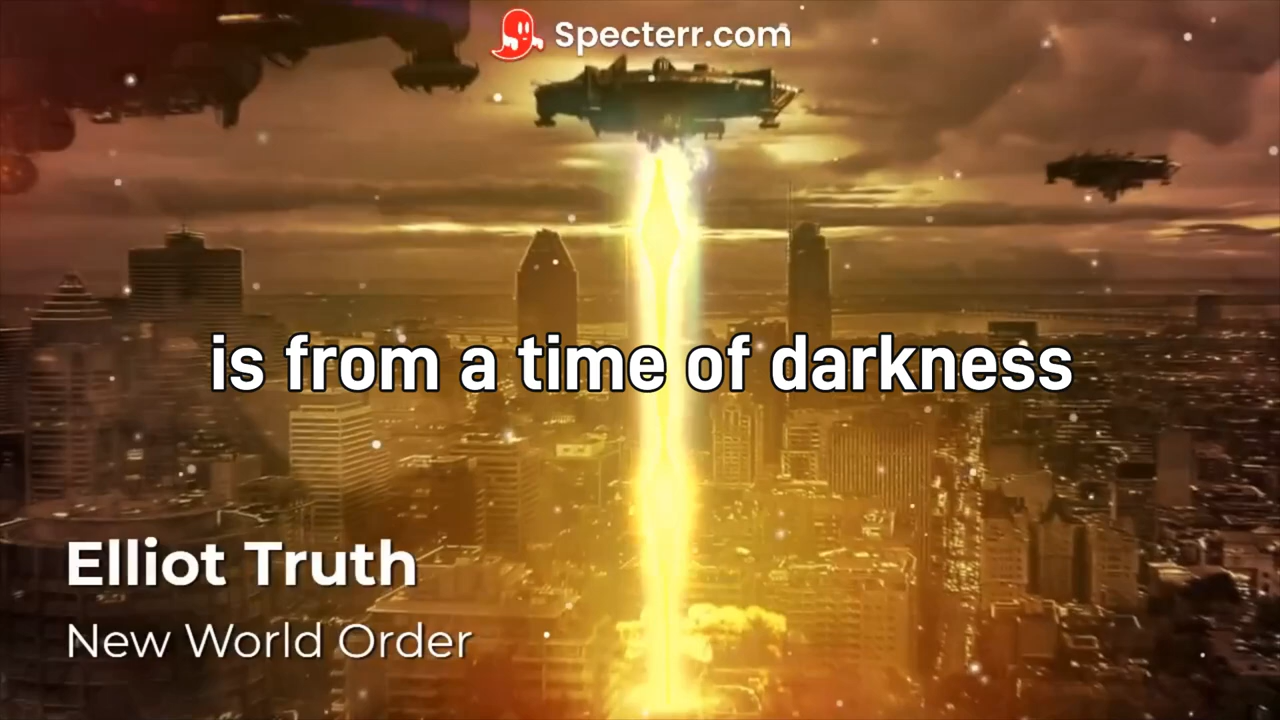 Specterr.com
is from a time of darkness
Elliot Truth
New World Order